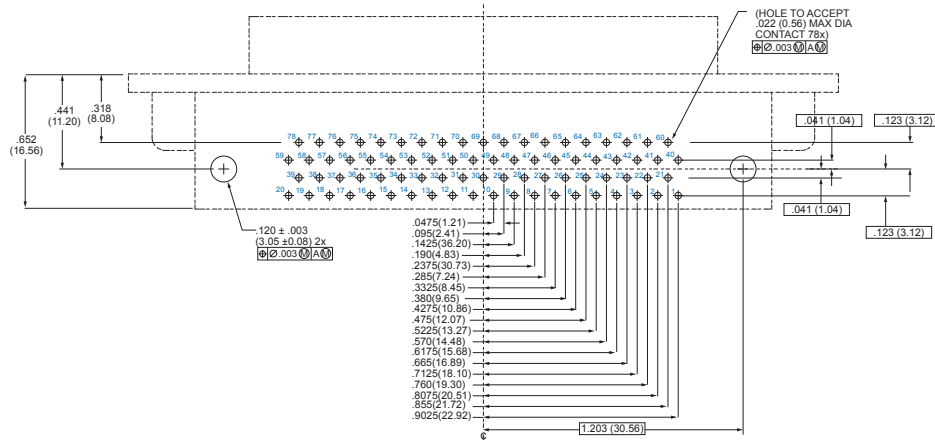 (HOLE TO ACCEPT
.022 (0.56) MAX DIA
CONTACT 78x)
⌖ Ø .003 Ⓜ A Ⓜ
.652
(16.56)
.441
(11.20)
.318
(8.08)
.041 (1.04)
.123 (3.12)
78 77 76 75 74 73 72 71 70 69 68 67 66 65 64 63 62 61 60
59 58 57 56 55 54 53 52 51 50 49 48 47 46 45 44 43 42 41 40
39 38 37 36 35 34 33 32 31 30 29 28 27 26 25 24 23 22 21
20 19 18 17 16 15 14 13 12 11 10 9 8 7 6 5 4 3 2 1
.041 (1.04)
.123 (3.12)
.120 ± .003
(3.05 ±0.08) 2x
⌖ Ø .003 Ⓜ A Ⓜ
.0475(1.21)
.095(2.41)
.1425(36.20)
.190(4.83)
.2375(30.73)
.285(7.24)
.3325(8.45)
.380(9.65)
.4275(10.86)
.475(12.07)
.5225(13.27)
.570(14.48)
.6175(15.68)
.665(16.89)
.7125(18.10)
.760(19.30)
.8075(20.51)
.855(21.72)
.9025(22.92)
1.203 (30.56)
℄